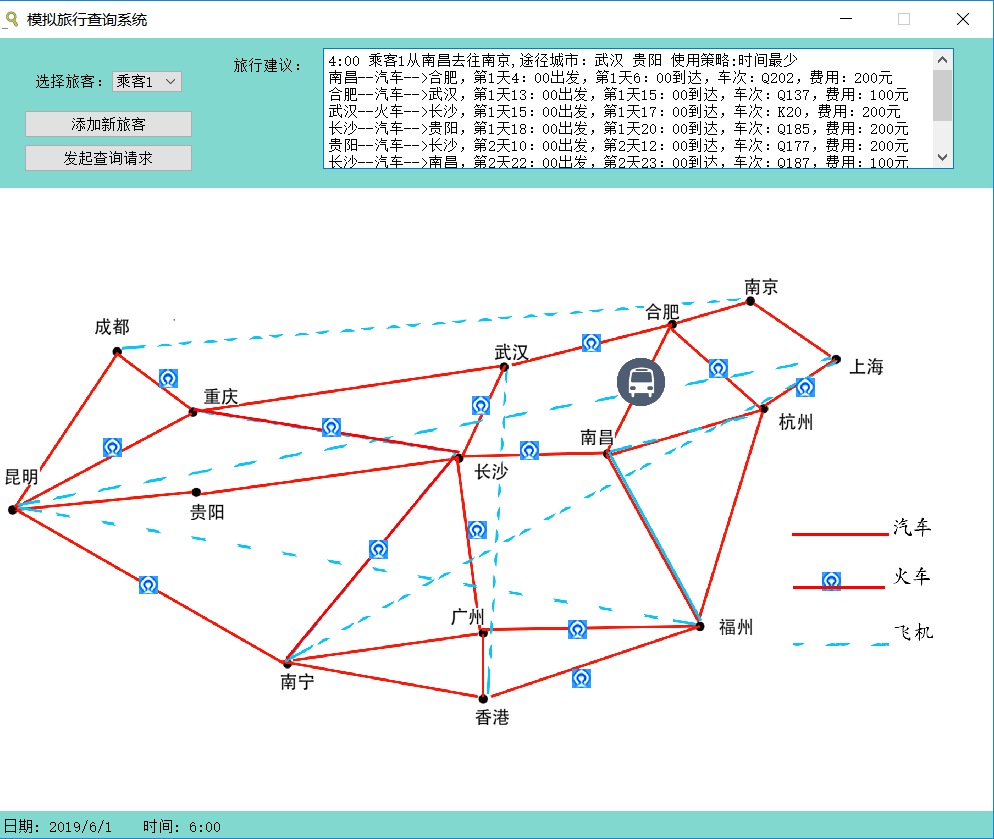 模拟旅行查询系统
选择旅客： 乘客1
添加新旅客
发起查询请求
旅行建议：
4:00 乘客1从南昌去往南京,途径城市：武汉 贵阳 使用策略:时间最少
南昌--汽车-->合肥，第1天4：00出发，第1天6：00到达，车次：Q202，费用：200元
合肥--汽车-->武汉，第1天13：00出发，第1天15：00到达，车次：Q137，费用：100元
武汉--火车-->长沙，第1天15：00出发，第1天17：00到达，车次：K20，费用：200元
长沙--汽车-->贵阳，第1天18：00出发，第1天20：00到达，车次：Q185，费用：200元
贵阳--汽车-->长沙，第2天10：00出发，第2天12：00到达，车次：Q177，费用：200元
长沙--汽车-->南昌，第2天22：00出发，第2天23：00到达，车次：Q187，费用：100元
南京
合肥
成都
武汉
上海
重庆
杭州
南昌
长沙
昆明
贵阳
汽车
火车
广州
福州
飞机
南宁
香港
日期：2019/6/1 时间：6:00